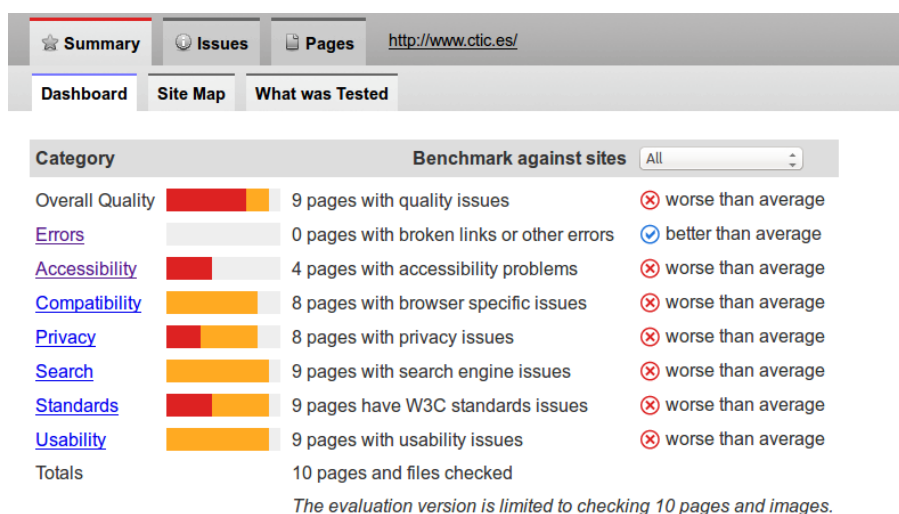 Summary Issues Pages http://www.ctic.es/
Dashboard Site Map What was Tested
Category Benchmark against sites All
Overall Quality 9 pages with quality issues worse than average
Errors 0 pages with broken links or other errors better than average
Accessibility 4 pages with accessibility problems worse than average
Compatibility 8 pages with browser specific issues worse than average
Privacy 8 pages with privacy issues worse than average
Search 9 pages with search engine issues worse than average
Standards 9 pages have W3C standards issues worse than average
Usability 9 pages with usability issues worse than average
Totals 10 pages and files checked
The evaluation version is limited to checking 10 pages and images.